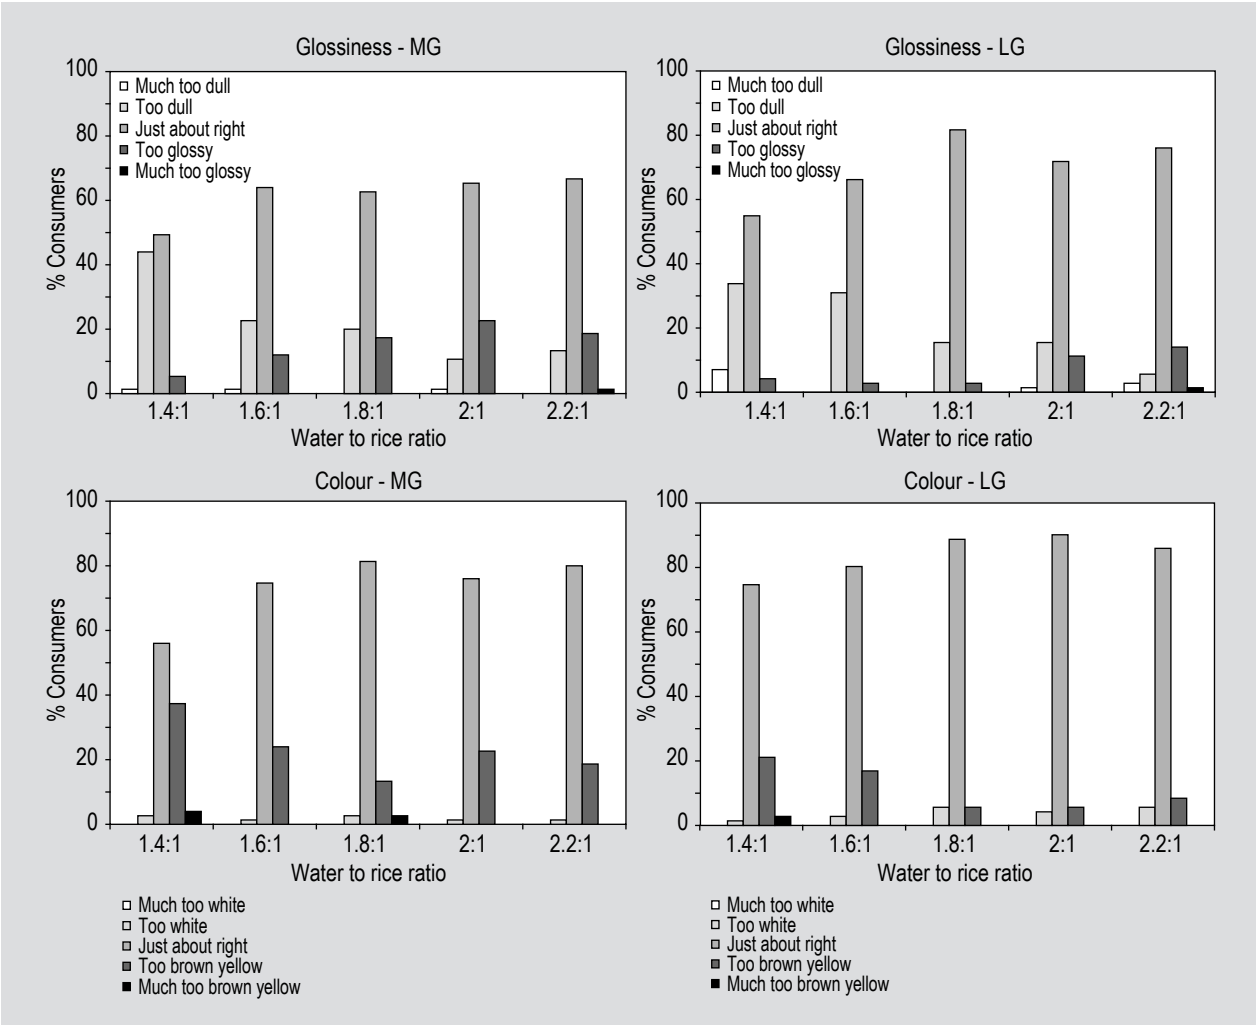 Glossiness - MG
100
80
60
40
20
0
% Consumers
Much too dull
Too dull
Just about right
Too glossy
Much too glossy
1.4:1 1.6:1 1.8:1 2:1 2.2:1
Water to rice ratio
Glossiness - LG
100
80
60
40
20
0
% Consumers
Much too dull
Too dull
Just about right
Too glossy
Much too glossy
1.4:1 1.6:1 1.8:1 2:1 2.2:1
Water to rice ratio
Colour - MG
100
80
60
40
20
0
% Consumers
1.4:1 1.6:1 1.8:1 2:1 2.2:1
Water to rice ratio
Much too white
Too white
Just about right
Too brown yellow
Much too brown yellow
Colour - LG
100
80
60
40
20
0
% Consumers
1.4:1 1.6:1 1.8:1 2:1 2.2:1
Water to rice ratio
Much too white
Too white
Just about right
Too brown yellow
Much too brown yellow